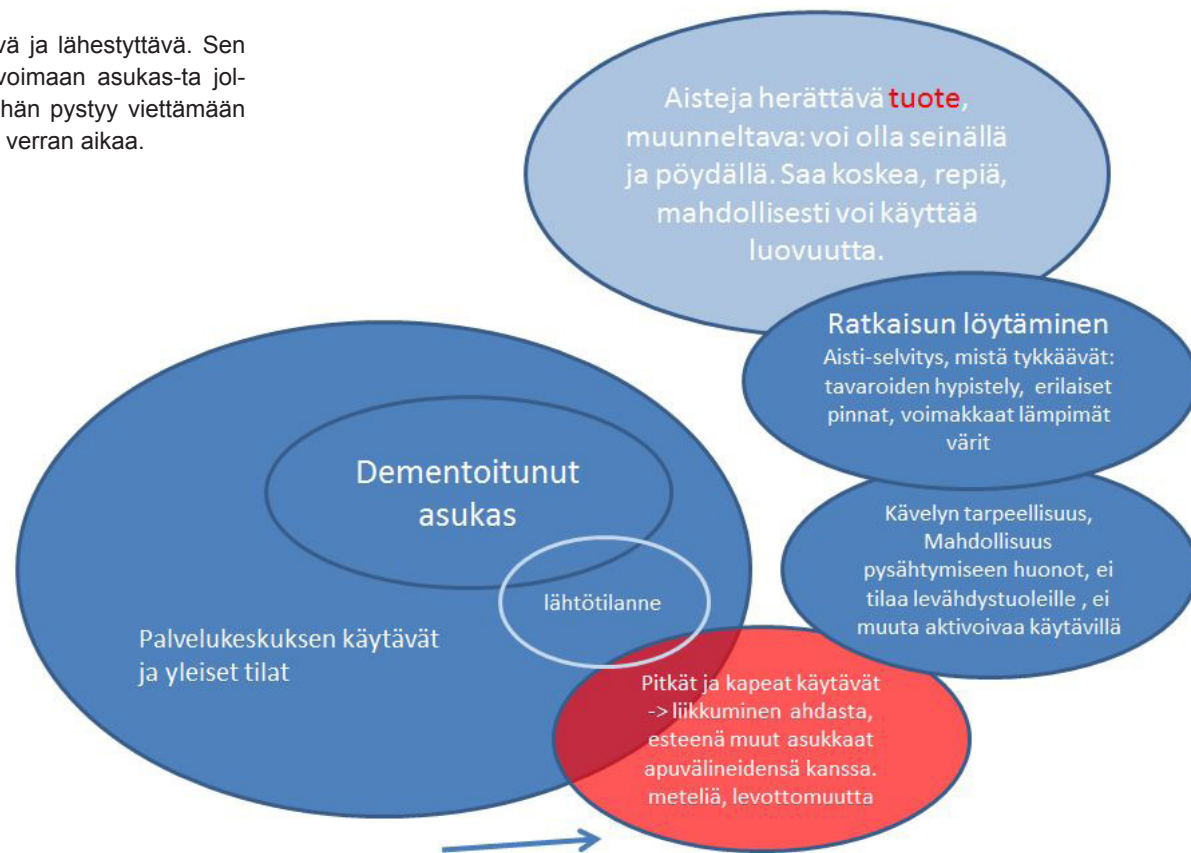 vä ja lähestyttävä. Sen
voimaan asukas-ta jol-
hän pystyy viettämään
verran aikaa.
Aisteja herättävä tuote,
muunneltava: voi olla seinällä
ja pöydällä. Saa koskea, repiä,
mahdollisesti voi käyttää
luovuutta.
Ratkaisun löytäminen
Aisti-selvitys, mistä tykkäävät:
tavaroiden hypistely, erilaiset
pinnat, voimakkaat lämpimät
värit
Dementoitunut
asukas
Kävelyn tarpeellisuus,
Mahdollisuus
pysähtymiseen huonot, ei
tilaa levähdystuoleille , ei
muuta aktivoivaa käytävillä
lähtötilanne
Palvelukeskuksen käytävät
ja yleiset tilat
Pitkät ja kapeat käytävät
-> liikkuminen ahdasta,
esteenä muut asukkaat
apuvälineidensä kanssa.
meteliä, levottomuutta